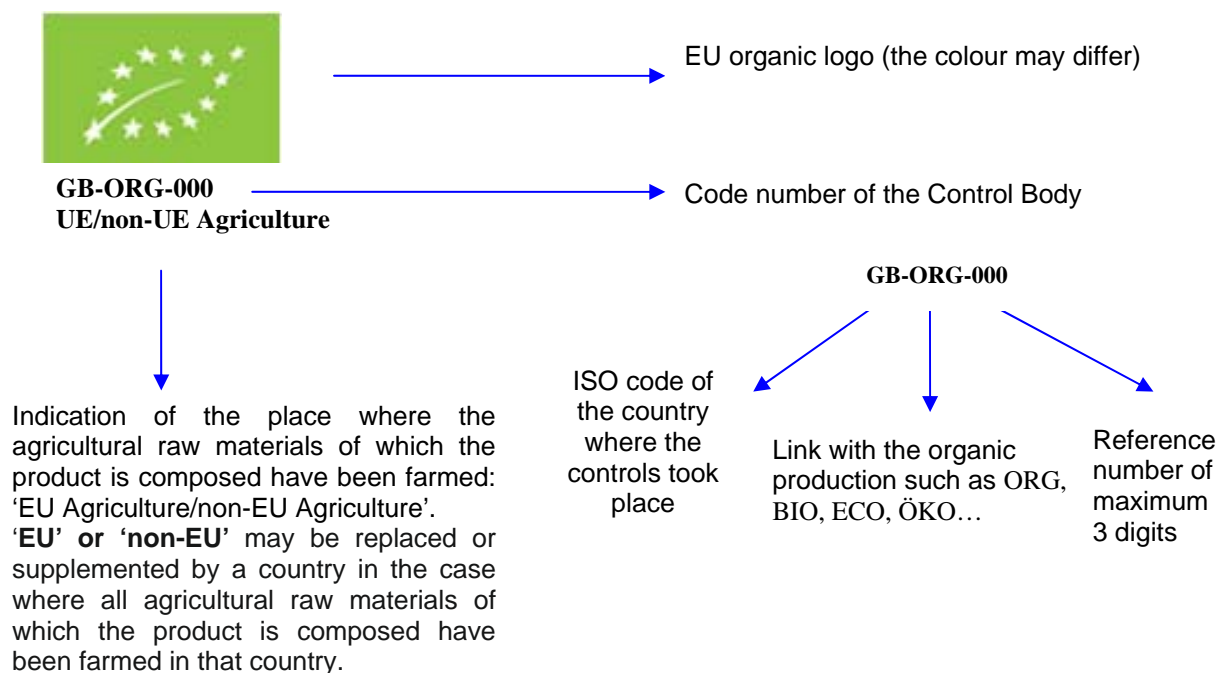 EU organic logo (the colour may differ)
GB-ORG-000
UE/non-UE Agriculture
Code number of the Control Body
GB-ORG-000
Indication of the place where the
agricultural raw materials of which the
product is composed have been farmed:
‘EU Agriculture/non-EU Agriculture’.
‘EU’ or ‘non-EU’ may be replaced or
supplemented by a country in the case
where all agricultural raw materials of
which the product is composed have
been farmed in that country.
ISO code of
the country
where the
controls took
place
Link with the organic
production such as ORG,
BIO, ECO, ÖKO…
Reference
number of
maximum
3 digits